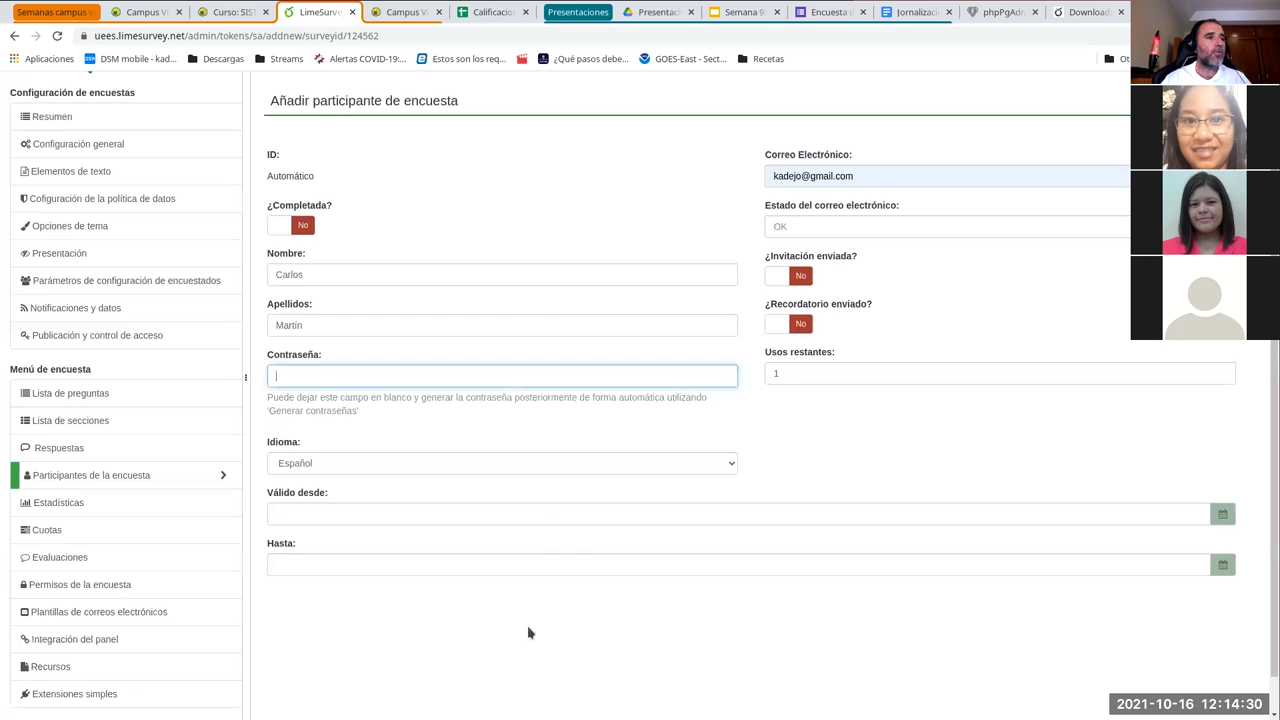 Semanas campus v
Campus Vi
Curso: SIS
LimeSurve
Campus Vi
Calificacion
Presentaciones
Presentaci
Semana 9
Encuesta d
Jornalizaci
phpPgAd
Download
uees.limesurvey.net/admin/tokens/sa/addnew/surveyid/124562
Aplicaciones
DSM mobile - kad...
Descargas
Streams
Alertas COVID-19:...
Estos son los req...
¿Qué pasos debe...
GOES-East - Sect...
Recetas
Ot
Configuración de encuestas
Resumen
Configuración general
Elementos de texto
Cofiguración de la política de datos
Opciones de tema
Presentación
Parámetros de configuración de encuestados
Notificaciones y datos
Publicación y control de acceso
Menú de encuesta
Lista de preguntas
Lista de secciones
Respuestas
Participantes de la encuesta
Estadísticas
Cuotas
Evaluaciones
Permisos de la encuesta
Plantillas de correos electrónicos
Integración del panel
Recursos
Extensiones simples
Añadir participante de encuesta
ID:
Automático
¿Completada?
No
Nombre:
Carlos
Apellidos:
Martín
Contraseña:
Puede dejar este campo en blanco y generar la contraseña posteriormente de forma automática utilizando
'Generar contraseñas'
Idioma:
Español
Válido desde:
Hasta:
Correo Electrónico:
kadejo@gmail.com
Estado del correo electrónico:
OK
¿Invitación enviada?
No
¿Recordatorio enviado?
No
Usos restantes:
1
2021-10-16 12:14:30